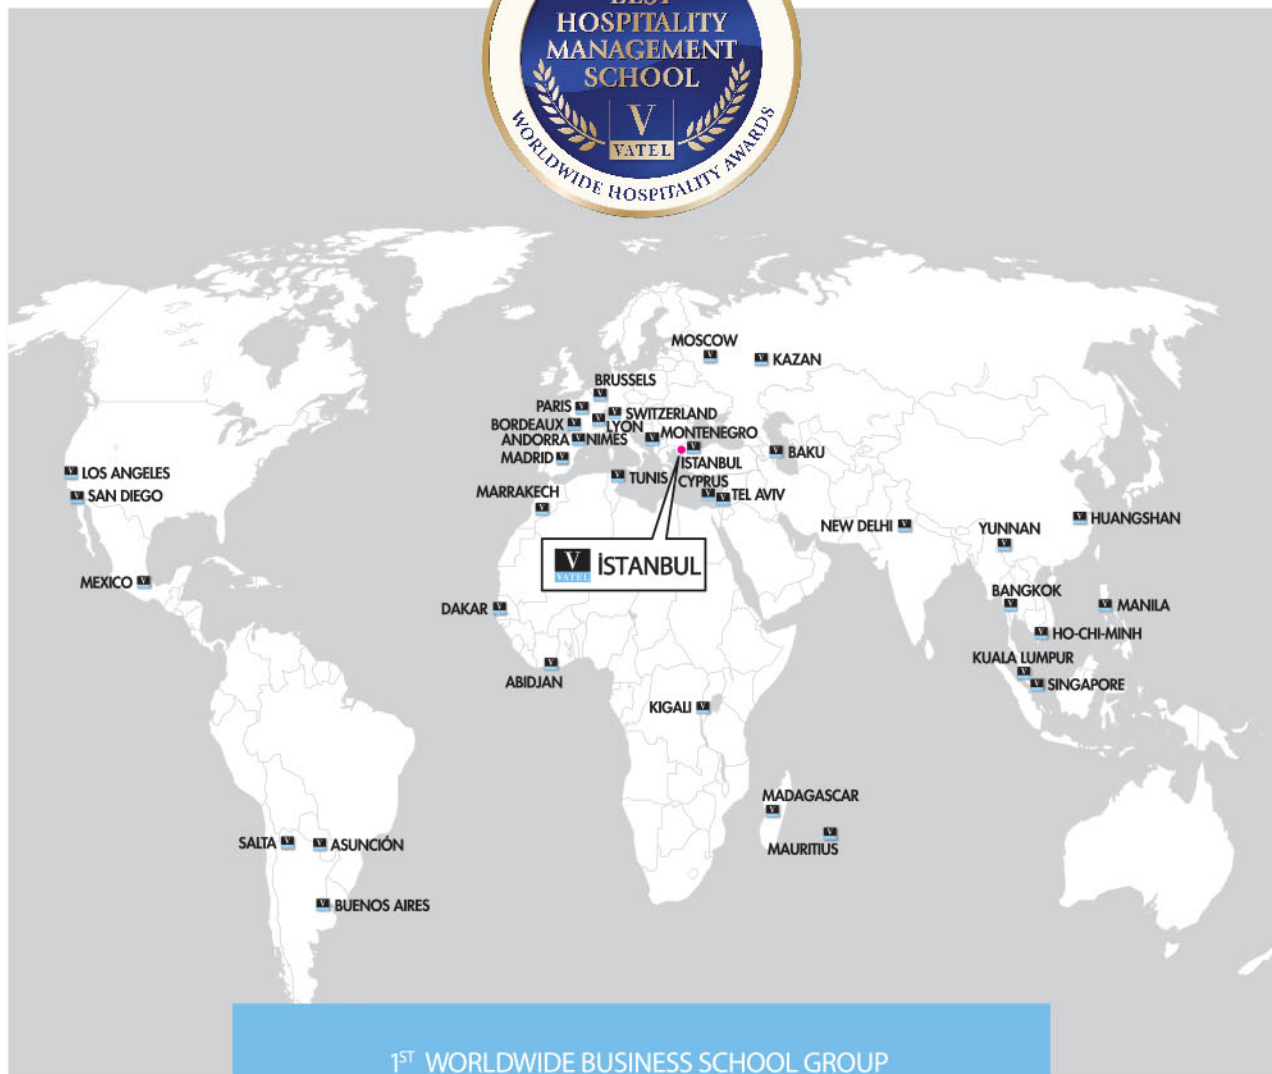 BEST
HOSPITALITY
MANAGEMENT
SCHOOL
V
VATEL
WORLDWIDE HOSPITALITY AWARDS
MOSCOW
KAZAN
BRUSSELS
PARIS
SWITZERLAND
BORDEAUX
LYON
MONTENEGRO
ANDORRA
NIMES
MADRID
İSTANBUL
BAKU
LOS ANGELES
TUNIS
CYPRUS
SAN DIEGO
MARRAKECH
TEL AVIV
NEW DELHI
YUNNAN
HUANGSHAN
V
VATEL
İSTANBUL
MEXICO
DAKAR
BANGKOK
MANILA
HO-CHI-MINH
KUALA LUMPUR
SINGAPORE
ABIDJAN
KIGALI
MADAGASCAR
MAURITIUS
SALTA
ASUNCIÓN
BUENOS AIRES
1ST WORLDWIDE BUSINESS SCHOOL GROUP